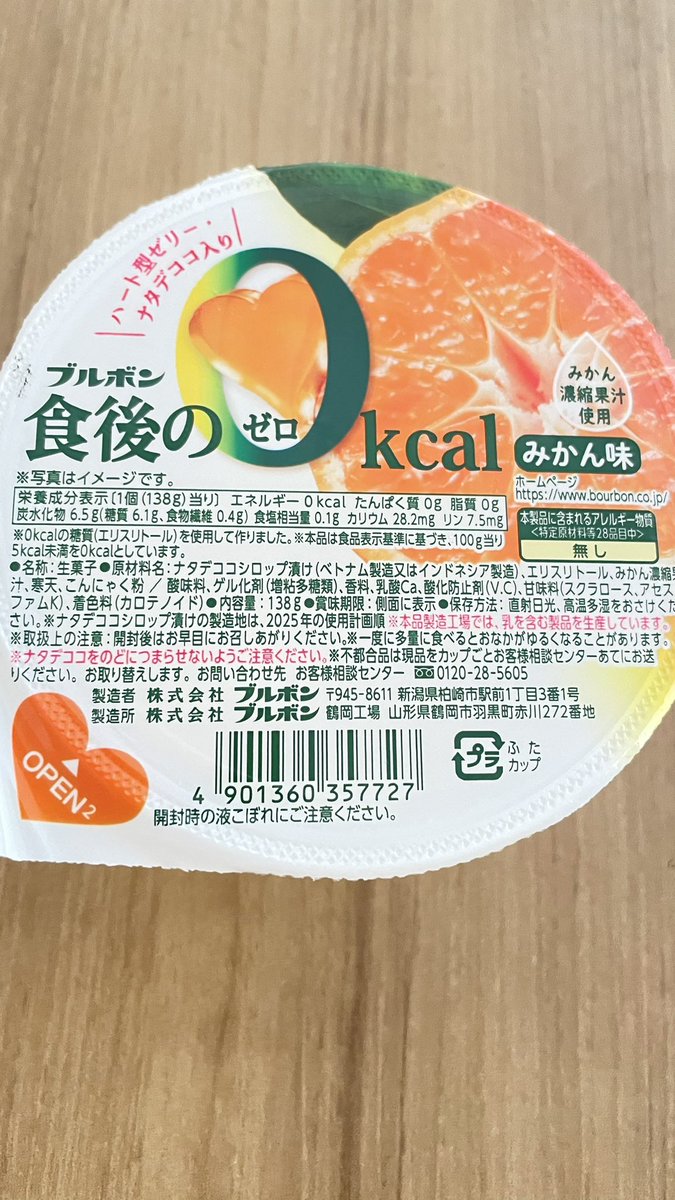 ハート型ゼリー・
ナタデココ入り
ブルボン
食後の0kcal
ゼロ
みかん
濃縮果汁
使用
みかん味
※写真はイメージです。
ホームページ
https://www.bourbon.co.jp/
栄養成分表示[1個(138g)当り] エネルギー0kcal たんぱく質0g 脂質0g
炭水化物 6.5g(糖質 6.1g、食物繊維 0.4g) 食塩相当量 0.1g カリウム 28.2mg リン 7.5mg
本製品に含まれるアレルギー物質
<特定原材料等28品目中>
無し
※0kcalの糖質(エリスリトール)を使用して作りました。※本品は食品表示基準に基づき、100g当り
5kcal未満を0kcalとしています。
●名称:生菓子●原材料名:ナタデココシロップ漬け(ベトナム製造又はインドネシア製造)、エリスリトール、みかん濃縮果
汁、寒天、こんにゃく粉 / 酸味料、ゲル化剤(増粘多糖類)、香料、乳酸Ca、酸化防止剤(V.C)、甘味料(スクラロース、アセス
ファムK)、着色料(カロテノイド)●内容量:138g●賞味期限:側面に表示●保存方法:直射日光、高温多湿をおさけくだ
さい。※ナタデココシロップ漬けの製造地は、2025年の使用計画順 ※本品製造工場では、乳を含む製品を生産しています。
※取扱上の注意:開封後はお早目にお召しあがりください。※一度に多量に食べるとおなかがゆるくなることがあります。
※ナタデココをのどにつまらせないようご注意ください。※不都合品は現品をカップごとお客様相談センターあてにお送
りください。お取り替えします。お問い合わせ先 お客様相談センター 0120-28-5605
製造者 株式会社 ブルボン 〒945-8611 新潟県柏崎市駅前1丁目3番1号
製造所 株式会社 ブルボン 鶴岡工場 山形県鶴岡市羽黒町赤川272番地
OPEN2
プラ
ふた
カップ
4 901360 357727
開封時の液こぼれにご注意ください。